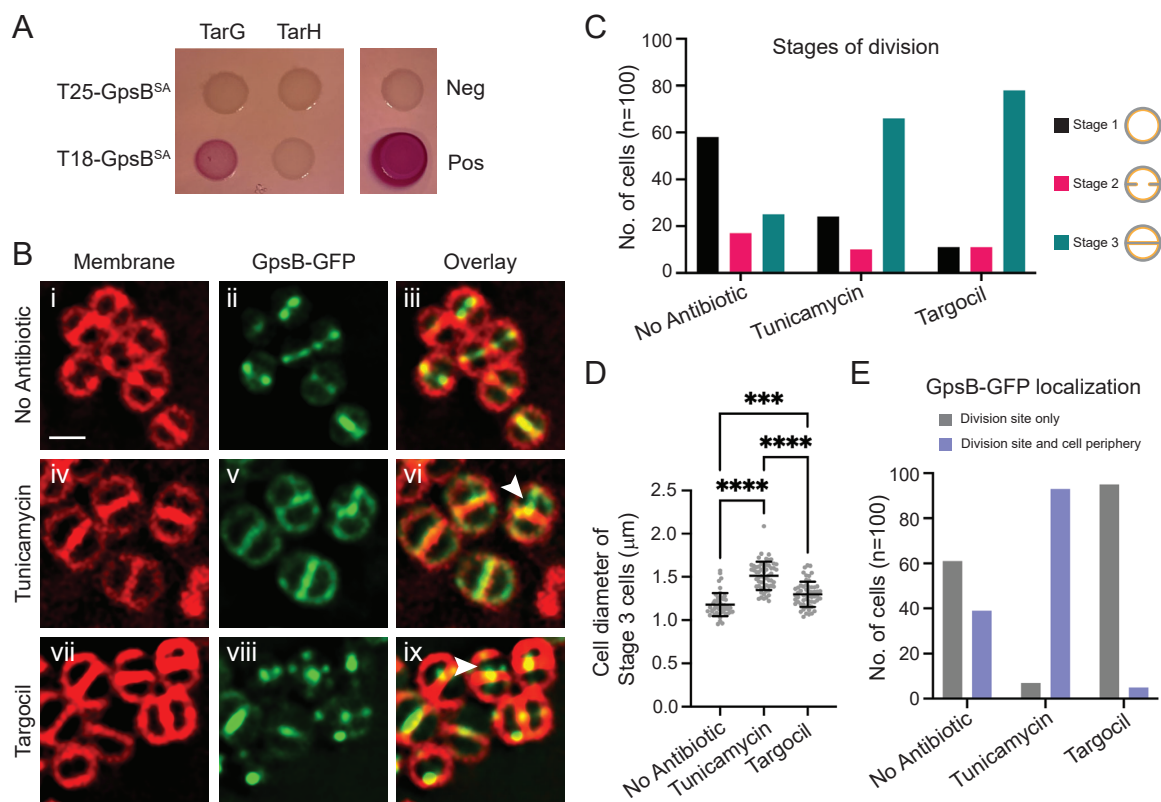 A
TarG TarH
T25-GpsB^SA
Neg
T18-GpsB^SA
Pos
B
Membrane GpsB-GFP Overlay
No Antibiotic
i ii iii
Tunicamycin
iv v vi
Targocil
vii viii ix
C
Stages of division
No. of cells (n=100)
100
80
60
40
20
0
No Antibiotic
Tunicamycin
Targocil
Stage 1
Stage 2
Stage 3
D
*** 
****
****
Cell diameter of
Stage 3 cells (μm)
2.5
2.0
1.5
1.0
0.5
0.0
No Antibiotic
Tunicamycin
Targocil
E
GpsB-GFP localization
Division site only
Division site and cell periphery
No. of cells (n=100)
100
80
60
40
20
0
No Antibiotic
Tunicamycin
Targocil